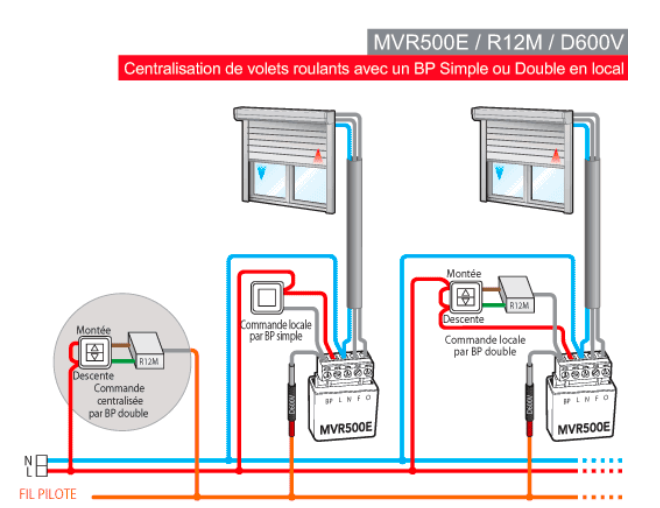 MVR500E / R12M / D600V
Centralisation de volets roulants avec un BP Simple ou Double en local
Montée
R12M
Descente
Commande
centralisée
par BP double
Commande locale
par BP simple
D600V
BP L N F O
MVR500E
Montée
R12M
Descente
Commande locale
par BP double
D600V
BP L N F O
MVR500E
N
L
FIL PILOTE